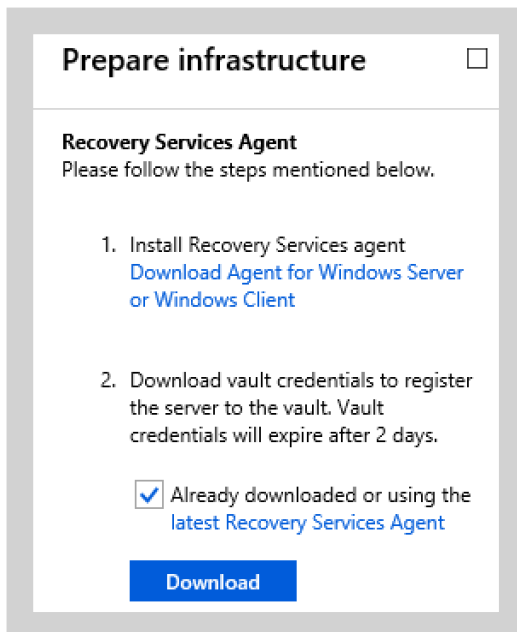 Prepare infrastructure
Recovery Services Agent
Please follow the steps mentioned below.
1. Install Recovery Services agent
Download Agent for Windows Server
or Windows Client
2. Download vault credentials to register
the server to the vault. Vault
credentials will expire after 2 days.
Already downloaded or using the
latest Recovery Services Agent
Download